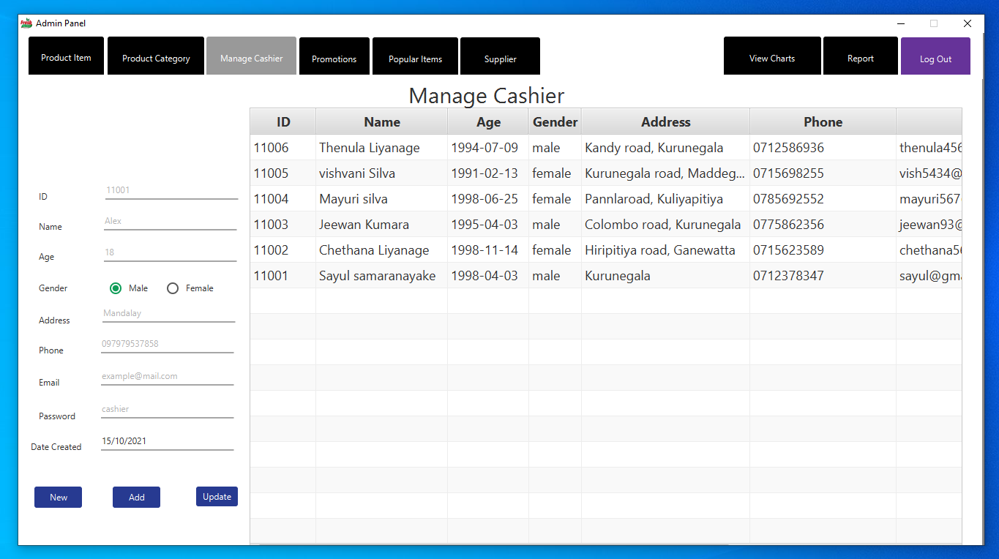 Fresh
Admin Panel
Product Item Product Category Manage Cashier Promotions Popular Items Supplier View Charts Report Log Out
Manage Cashier
ID 11001
Name Alex
Age 18
Gender Male Female
Address Mandalay
Phone 097979537858
Email example@mail.com
Password cashier
Date Created 15/10/2021
New Add Update
ID Name Age Gender Address Phone
11006 Thenula Liyanage 1994-07-09 male Kandy road, Kurunegala 0712586936 thenula456
11005 vishvani Silva 1991-02-13 female Kurunegala road, Maddeg... 0715698255 vish5434@
11004 Mayuri silva 1998-06-25 female Pannlaroad, Kuliyapitiya 0785692552 mayuri567
11003 Jeewan Kumara 1995-04-03 male Colombo road, Kurunegala 0775862356 jeewan93@
11002 Chethana Liyanage 1998-11-14 female Hiripitiya road, Ganewatta 0715623589 chethana56
11001 Sayul samaranayake 1998-04-03 male Kurunegala 0712378347 sayul@gma